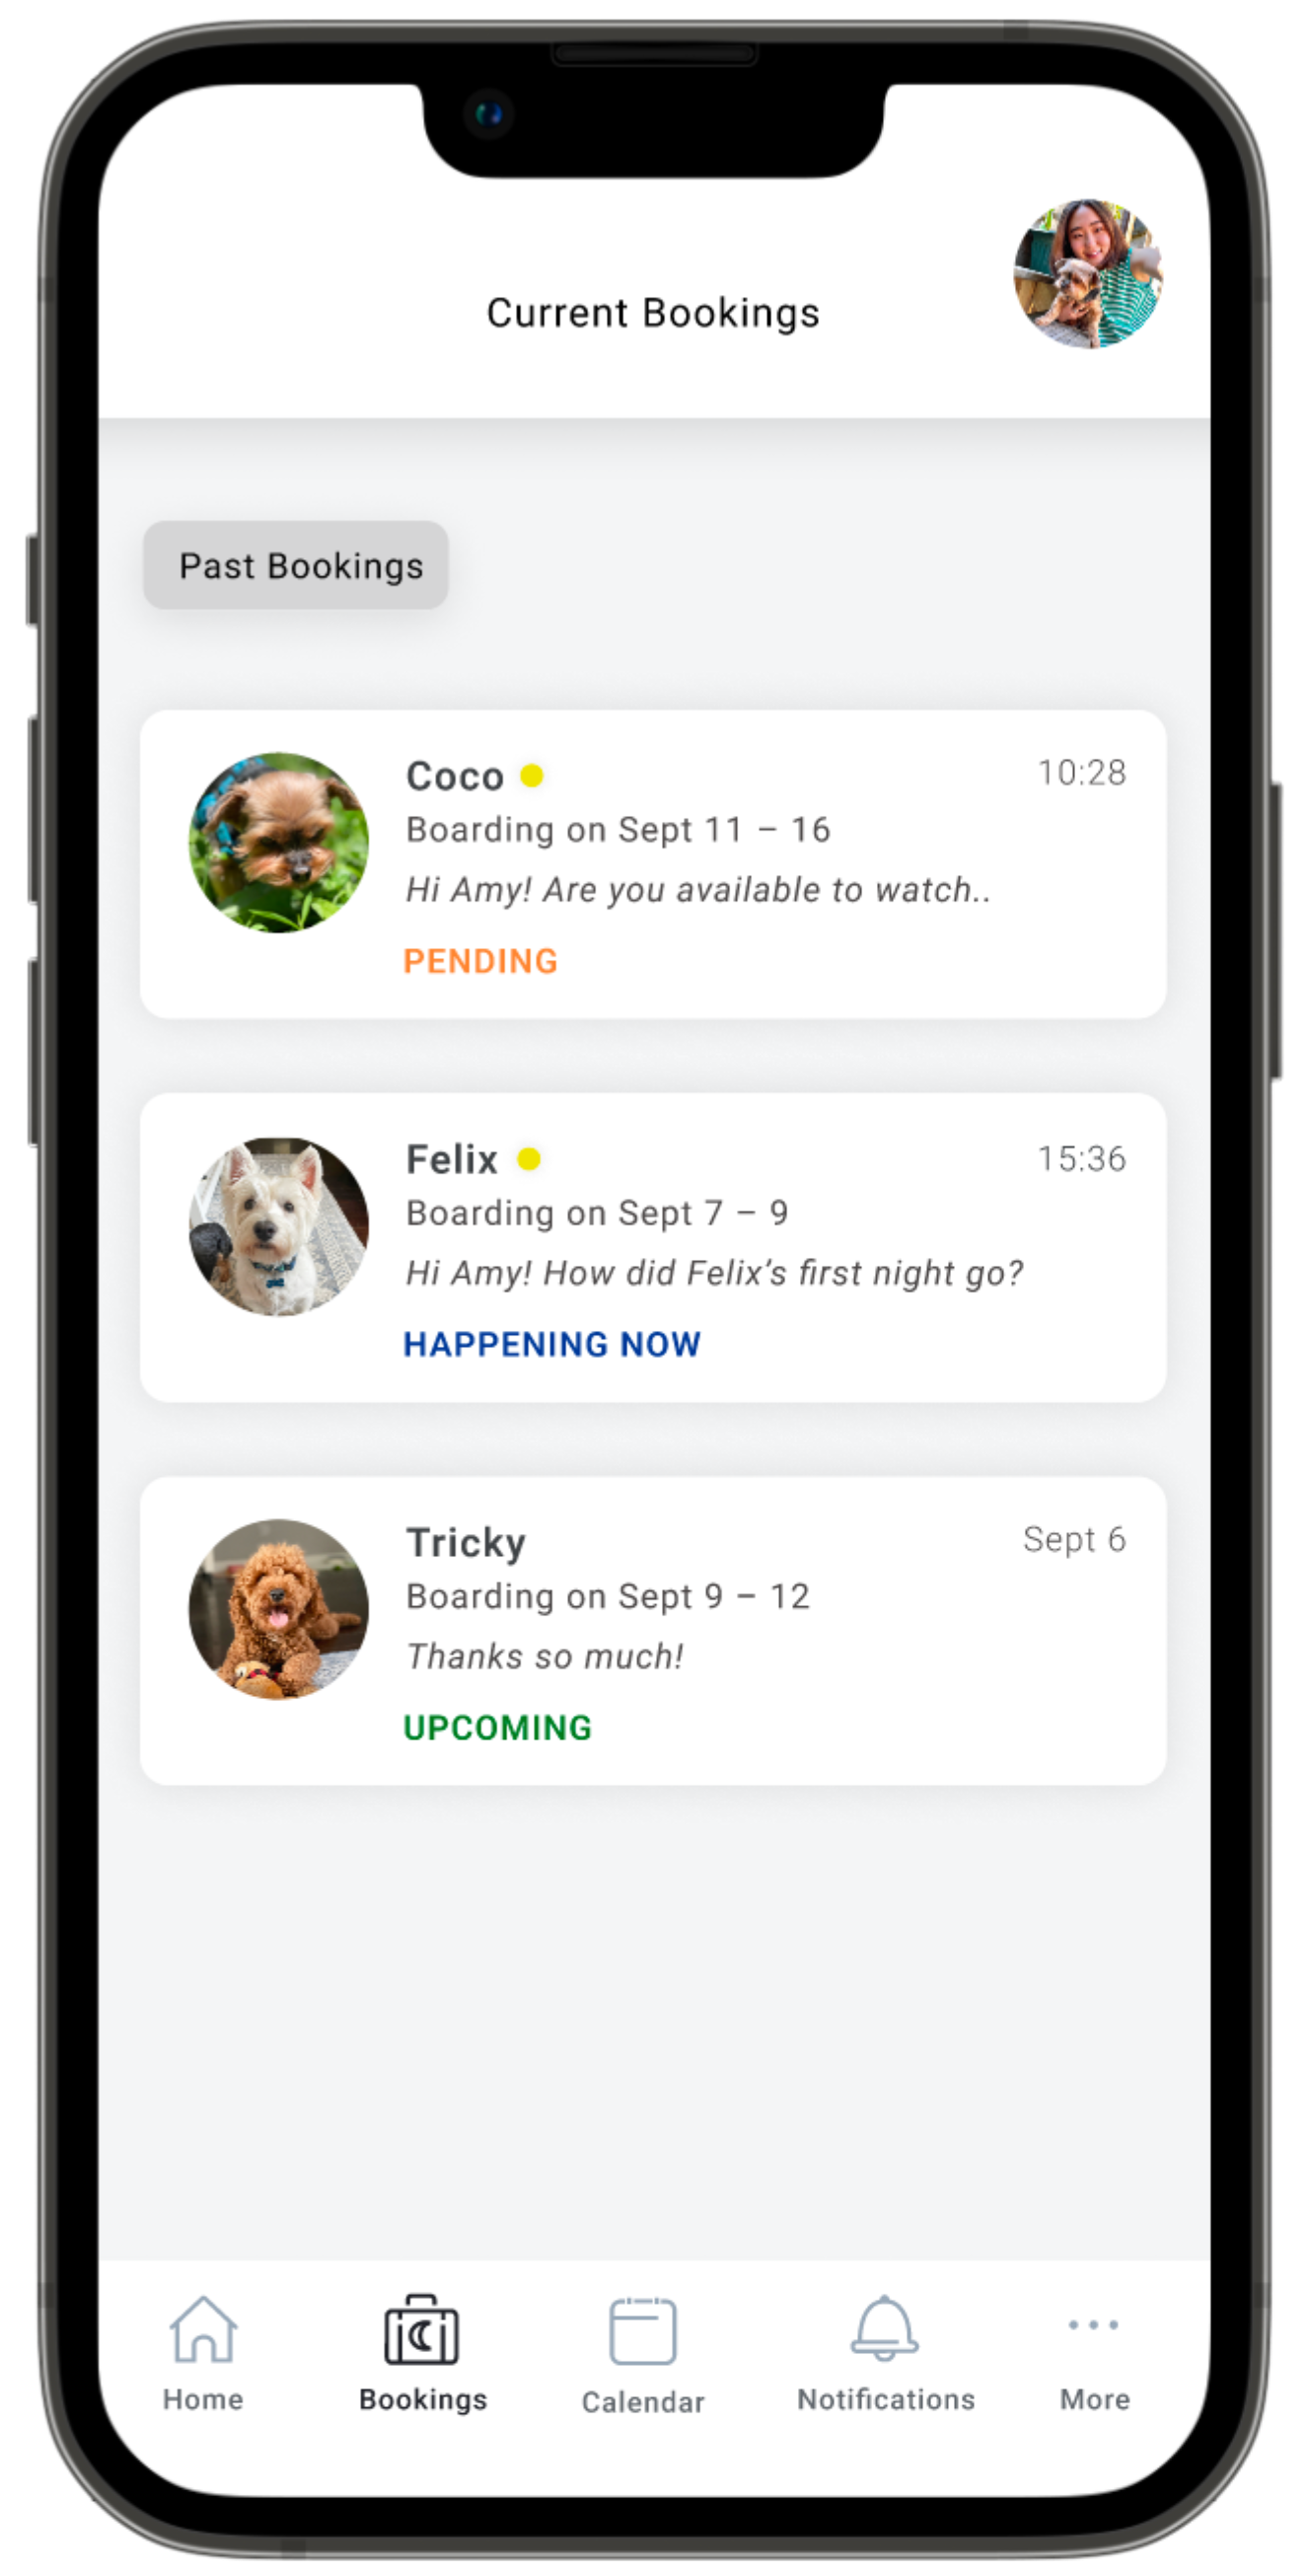 Current Bookings
Past Bookings
Coco
10:28
Boarding on Sept 11 – 16
Hi Amy! Are you available to watch..
PENDING
Felix
15:36
Boarding on Sept 7 – 9
Hi Amy! How did Felix’s first night go?
HAPPENING NOW
Tricky
Sept 6
Boarding on Sept 9 – 12
Thanks so much!
UPCOMING
Home
Bookings
Calendar
Notifications
More